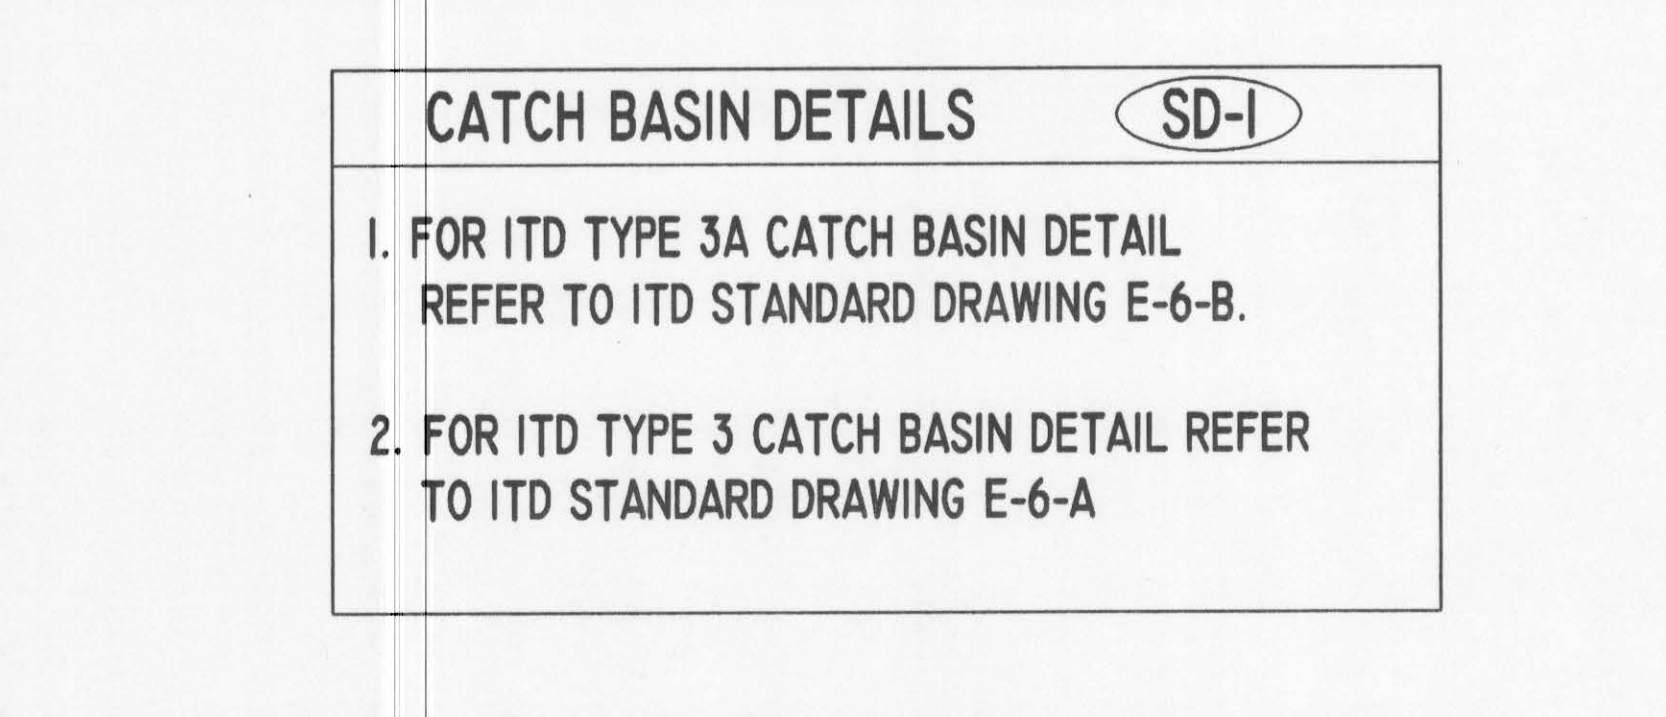 CATCH BASIN DETAILS SD-1
1. FOR ITD TYPE 3A CATCH BASIN DETAIL
REFER TO ITD STANDARD DRAWING E-6-B.
2. FOR ITD TYPE 3 CATCH BASIN DETAIL REFER
TO ITD STANDARD DRAWING E-6-A